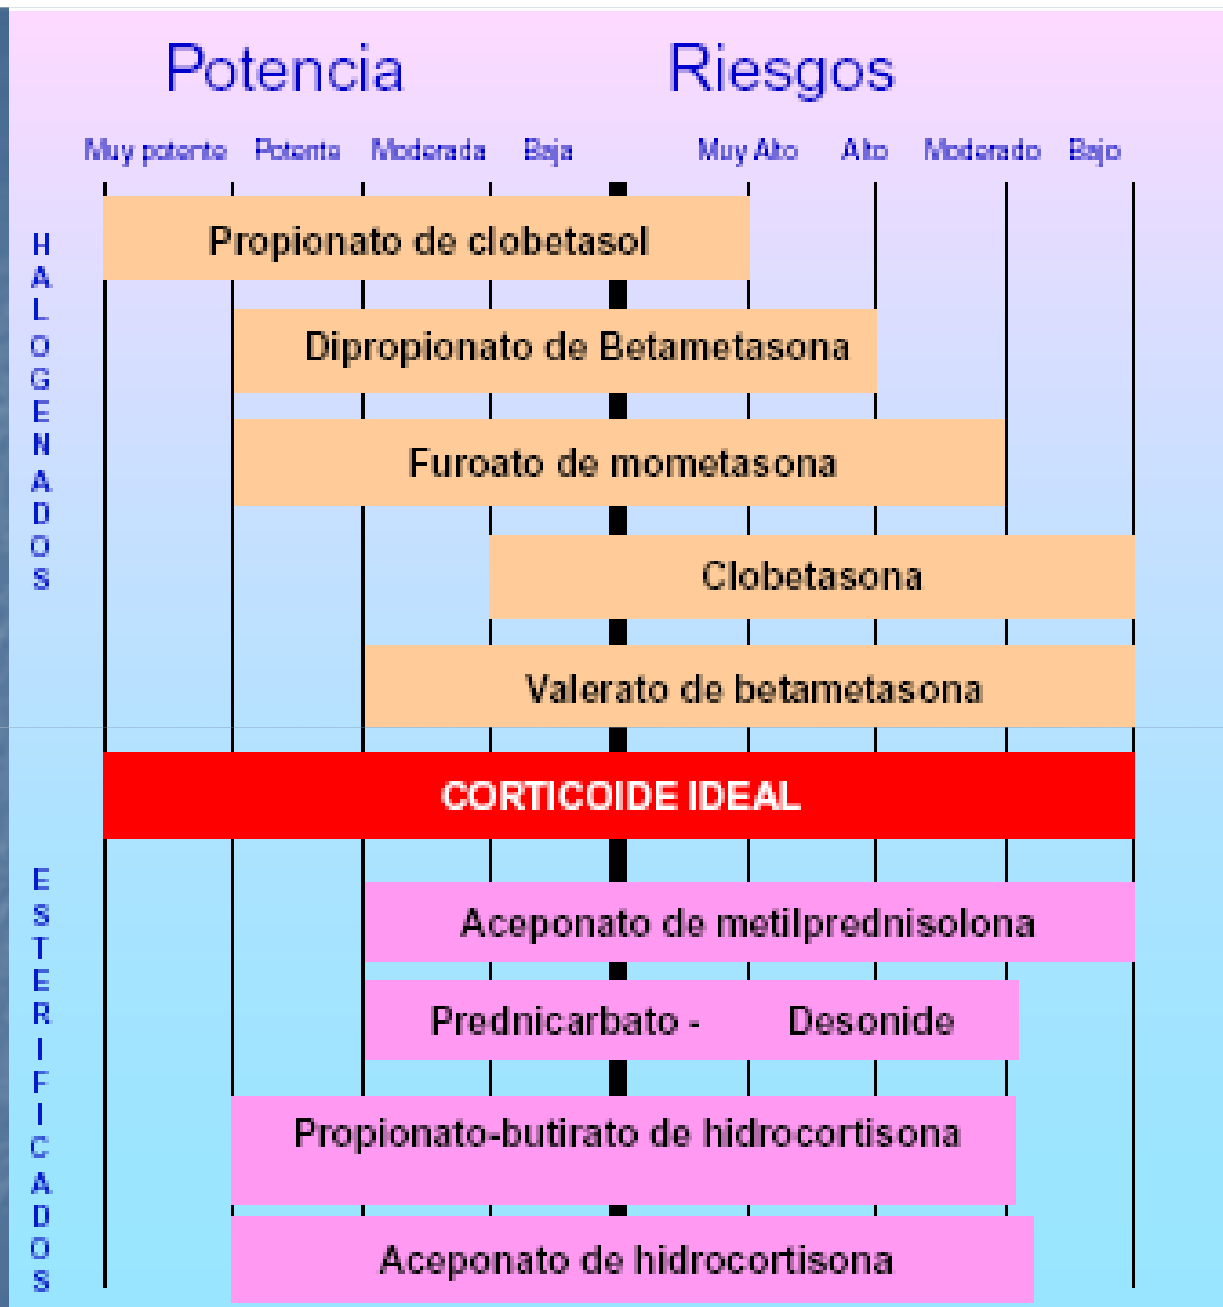 Potencia Riesgos
Muy potente Potente Moderada Baja Muy Alto Alto Moderado Bajo
HALOGENADOS
Propionato de clobetasol
Dipropionato de Betametasona
Furoato de mometasona
Clobetasona
Valerato de betametasona
CORTICOIDE IDEAL
ESTERIFICADOS
Aceponato de metilprednisolona
Prednicarbato - Desonide
Propionato-butirato de hidrocortisona
Aceponato de hidrocortisona